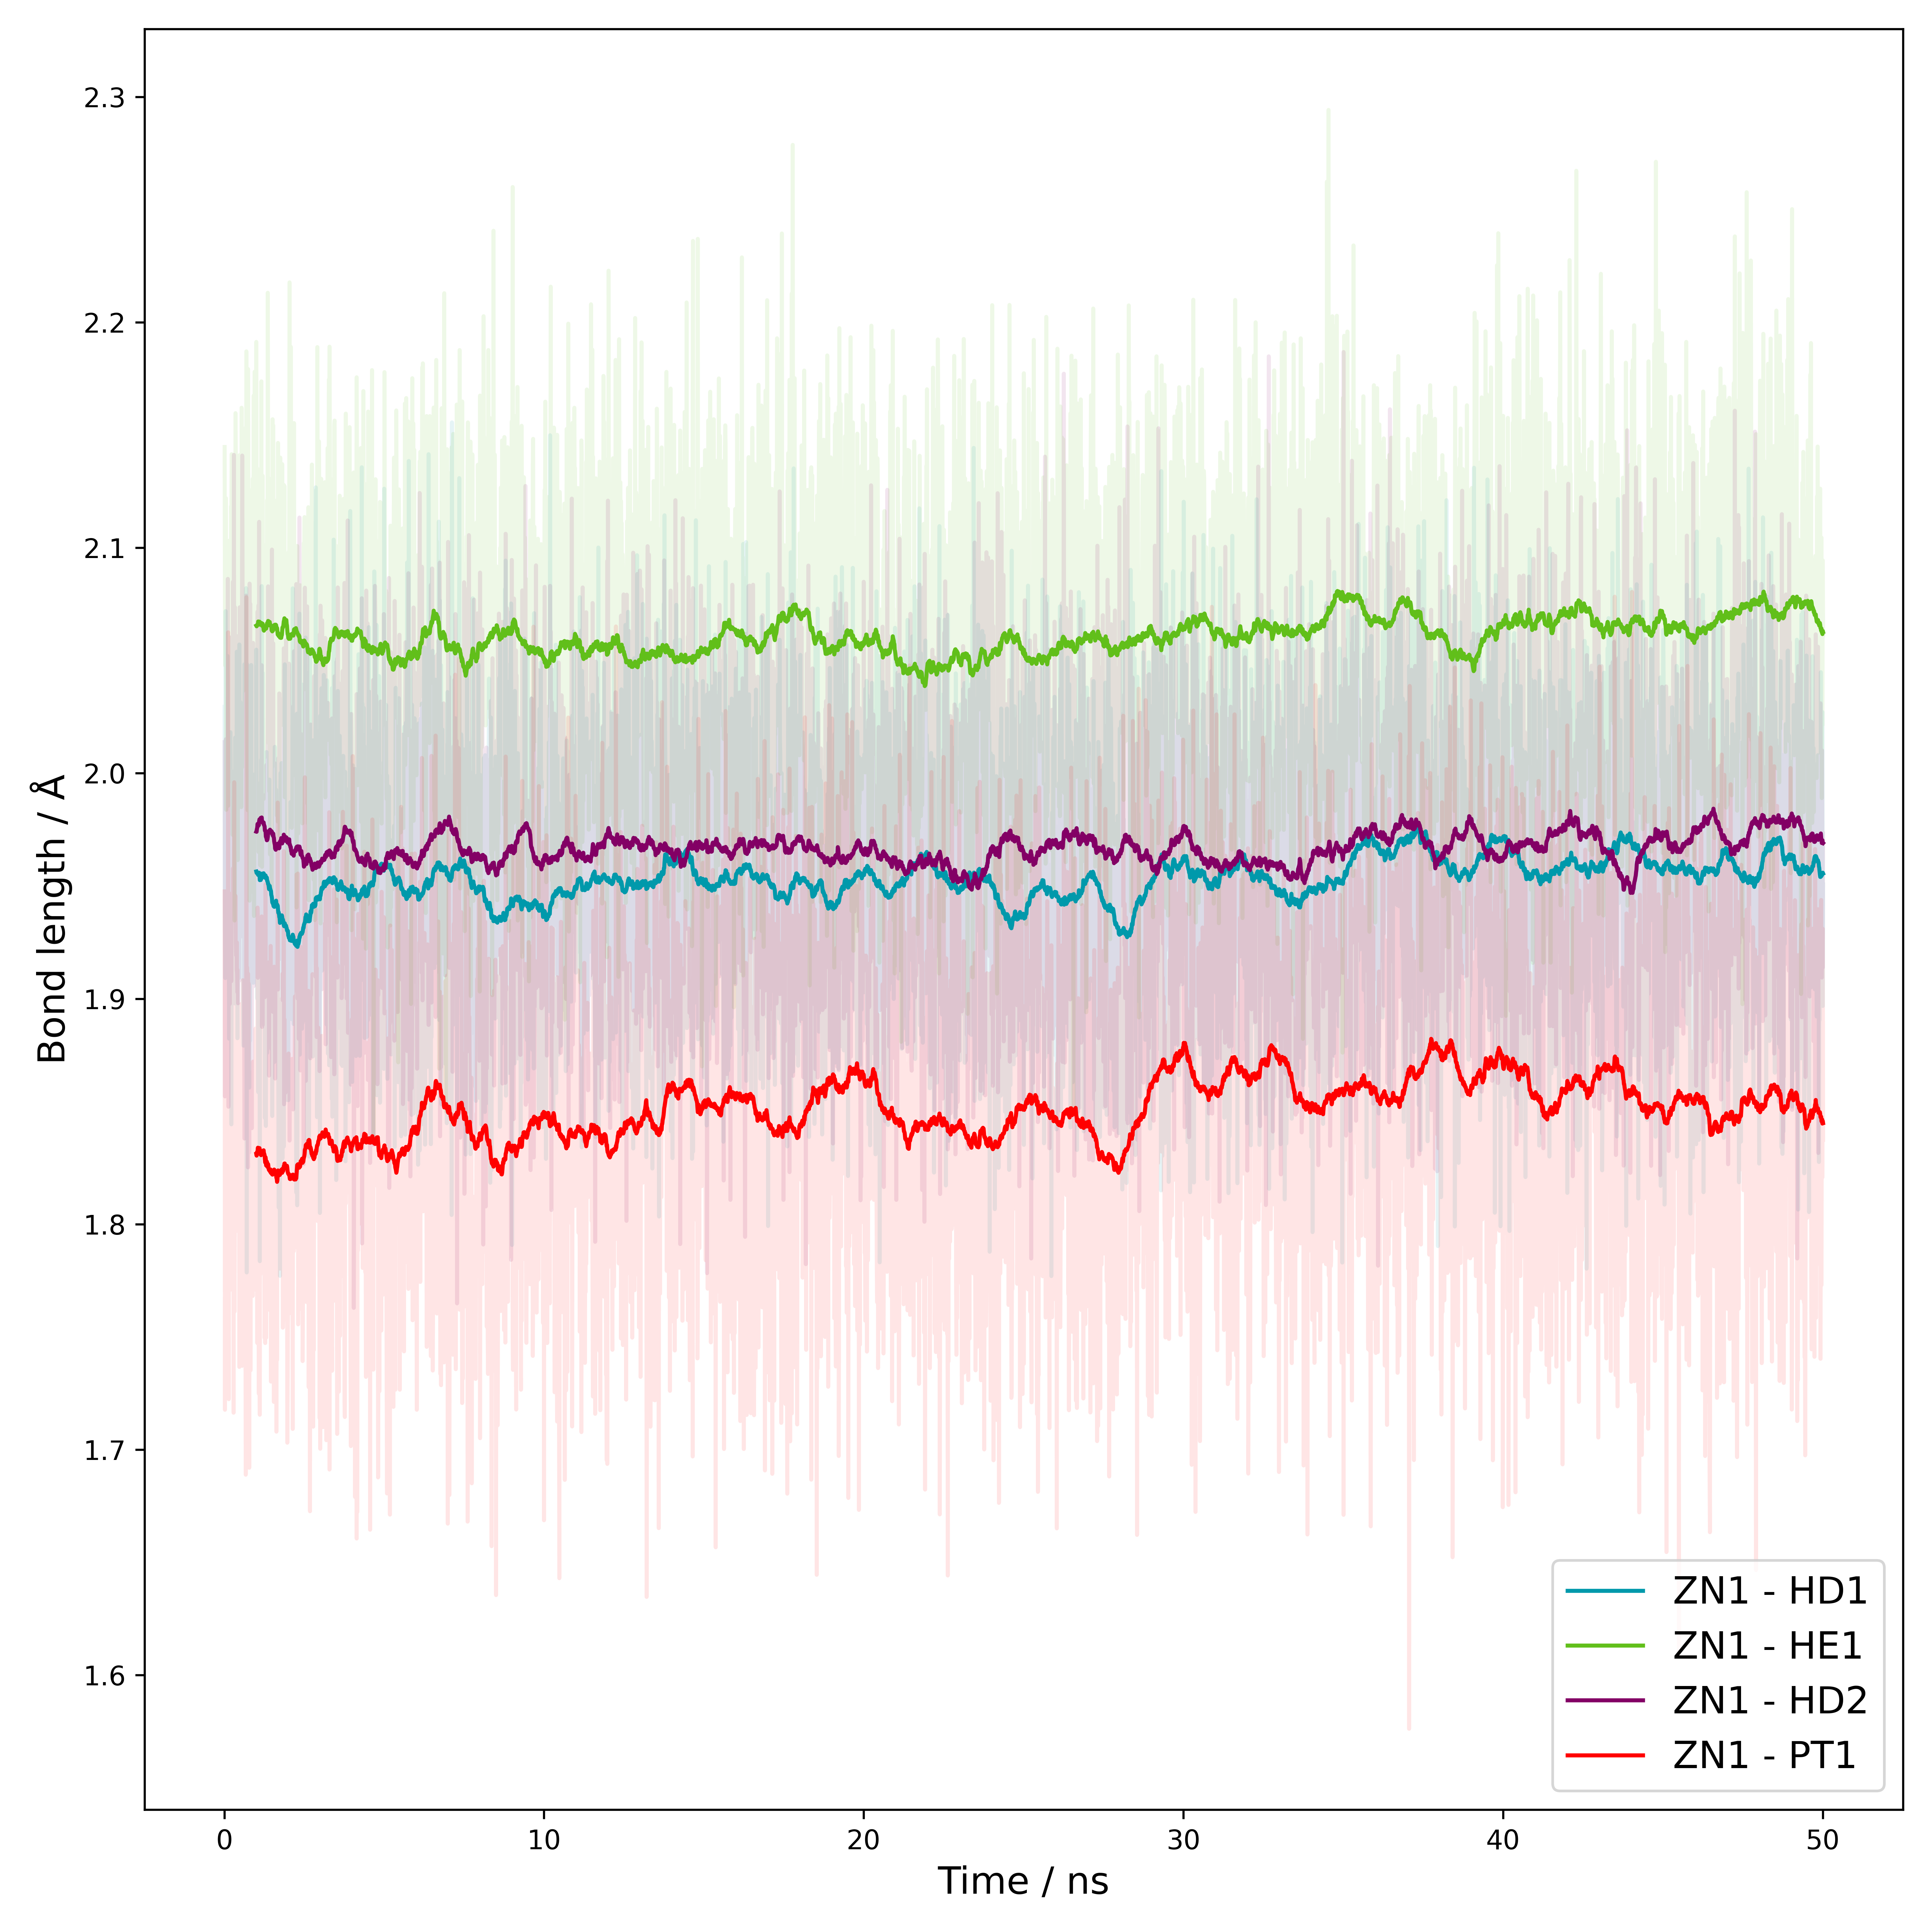 2.3
2.2
2.1
2.0
1.9
1.8
1.7
1.6
Bond length / Å
0 10 20 30 40 50
Time / ns
ZN1 - HD1
ZN1 - HE1
ZN1 - HD2
ZN1 - PT1